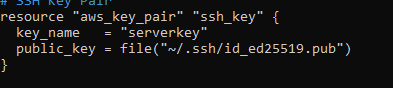 # SSH Key Pair
resource "aws_key_pair" "ssh_key" {
  key_name   = "serverkey"
  public_key = file("~/.ssh/id_ed25519.pub")
}